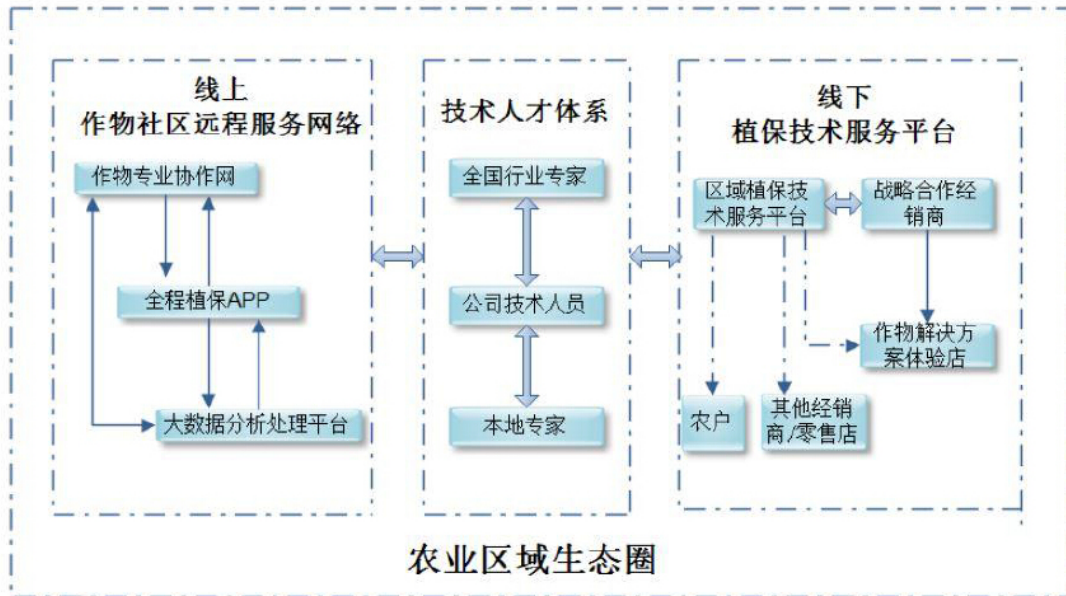 线上
作物社区远程服务网络
作物专业协作网
全程植保APP
大数据分析处理平台
技术人才体系
全国行业专家
公司技术人员
本地专家
线下
植保技术服务平台
区域植保技
术服务平台
战略合作经
销商
作物解决方
案体验店
农户
其他经销
商/零售店
农业区域生态圈